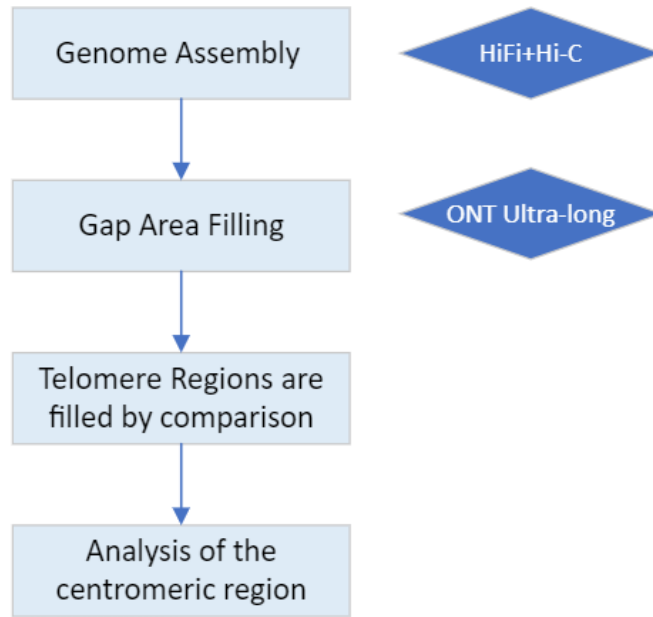 Genome Assembly
HiFi+Hi-C
Gap Area Filling
ONT Ultra-long
Telomere Regions are
filled by comparison
Analysis of the
centromeric region